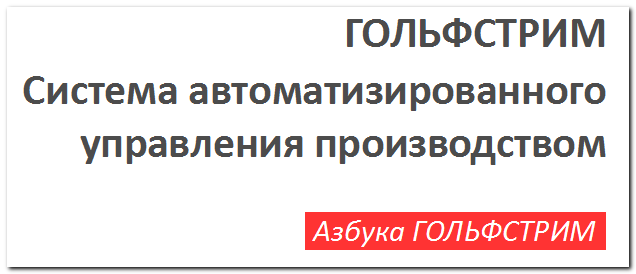 ГОЛЬФСТРИМ
Система автоматизированного
управления производством
Азбука ГОЛЬФСТРИМ